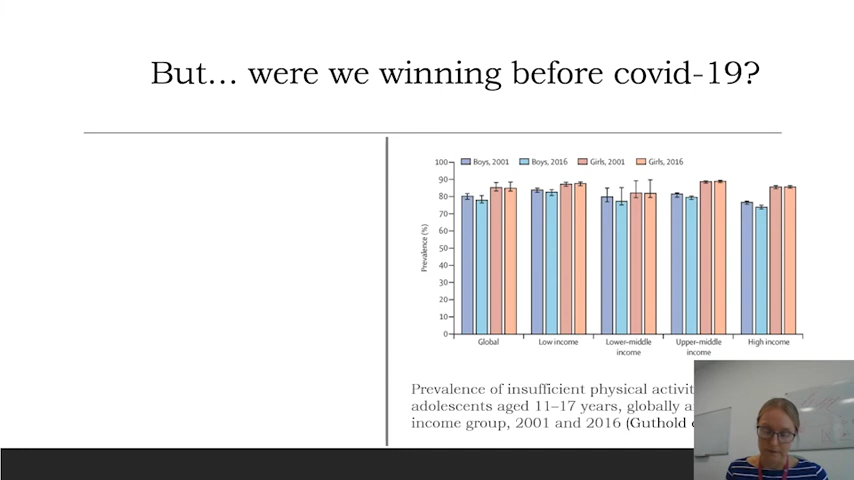 But... were we winning before covid-19?
Boys, 2001 Boys, 2016 Girls, 2001 Girls, 2016
Prevalence (%)
100
90
80
70
60
50
40
30
20
10
0
Global Low income Lower-middle income Upper-middle income High income
Prevalence of insufficient physical activit
adolescents aged 11–17 years, globally a
income group, 2001 and 2016 (Guthold